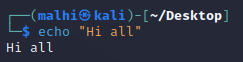 ┌──(malhi㉿kali)-[~/Desktop]
└─$ echo "Hi all"
Hi all